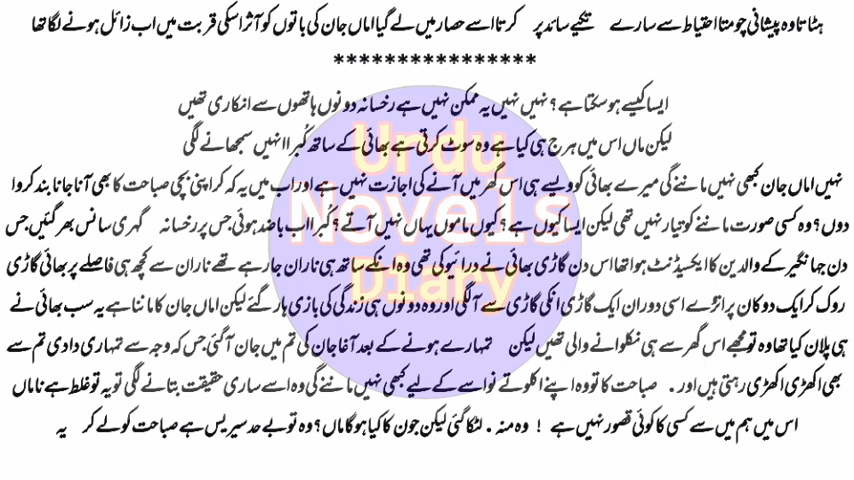 ہٹاتا وہ پیشانی چومتا احتیاط سے سارے تکیے سائڈ پر کرتا اسے حصار میں لے گیا اماں جان کی باتوں کو آثر اسکی قربت میں اب زائل ہونے لگا تھا
****************
ایسا کیسے ہو سکتا ہے؟ نہیں نہیں یہ ممکن نہیں ہے رخسانہ دونوں ہاتھوں سے انکاری تھیں
لیکن ماں اس میں ہرج ہی کیا ہے وہ سوٹ کرتی ہے بھائی کے ساتھ کُبرا انہیں سمجھانے لگی
نہیں اماں جان کبھی نہیں مانے گی میرے بھائی کو ویسے ہی اس گھر میں آنے کی اجازت نہیں ہے اور اب میں یہ کہہ کر اپنی بچی صباحت کا بھی آنا جانا بند کروا
دوں؟ وہ کسی صورت ماننے کو تیار نہیں تھی لیکن ایسا کیوں ہے؟ کیوں ماموں یہاں نہیں آتے؟ کُبرا اب باضد ہوئی جس پر رخسانہ گہری سانس بھر گئیں جس
دن جہانگیر کے والدین کا ایکسیڈنٹ ہوا تھا اس دن گاڑی بھائی نے درائیو کی تھی وہ انکے ساتھ ہی ناران جا رہے تھے ناران سے کچھ ہی فاصلے پر بھائی گاڑی
روک کر ایک دوکان پر اترے اسی دوران ایک گاڑی انکی گاڑی سے آ لگی اور وہ دونوں ہی زندگی کی بازی ہار گئے لیکن اماں جان کا ماننا ہے یہ سب بھائی نے
ہی پلان کیا تھا وہ تو مجھے اس گھر سے ہی نکلوانے والی تھیں لیکن تمہارے ہونے کے بعد آغا جان کی تم میں جان آ گئی جس کہ وجہ سے تمہاری دادی تم سے
بھی اکھڑی اکھڑی رہتی ہیں اور . صباحت کا تو وہ اپنے اکلوتے نواسے کے لیے کبھی نہیں مانے گی وہ اسے ساری حقیقت بتانے لگی تو یہ تو غلط ہے نا ماں
اس میں ہم میں سے کسی کا کوئی قصور نہیں ہے ! وہ منہ . لٹکا گئی لیکن جون کا کیا ہو گا ماں؟ وہ تو بے حد سیریس ہے صباحت کو لے کر یہ
Urdu
Novels
Diary